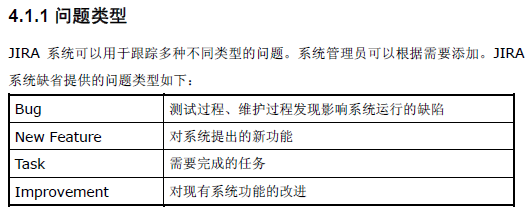 4.1.1 问题类型
JIRA 系统可以用于跟踪多种不同类型的问题。系统管理员可以根据需要添加。JIRA
系统缺省提供的问题类型如下：
Bug 测试过程、维护过程发现影响系统运行的缺陷
New Feature 对系统提出的新功能
Task 需要完成的任务
Improvement 对现有系统功能的改进